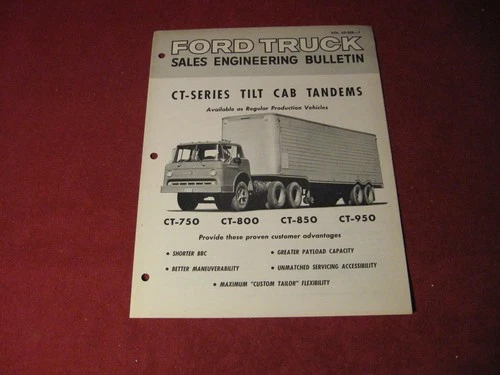 FORD TRUCK
SALES ENGINEERING BULLETIN
CT-SERIES TILT CAB TANDEMS
Available as Regular Production Vehicles
CT-750 CT-800 CT-850 CT-950
Provide these proven customer advantages
• SHORTER BBC • GREATER PAYLOAD CAPACITY
• BETTER MANEUVERABILITY • UNMATCHED SERVICING ACCESSIBILITY
• MAXIMUM "CUSTOM TAILOR" FLEXIBILITY